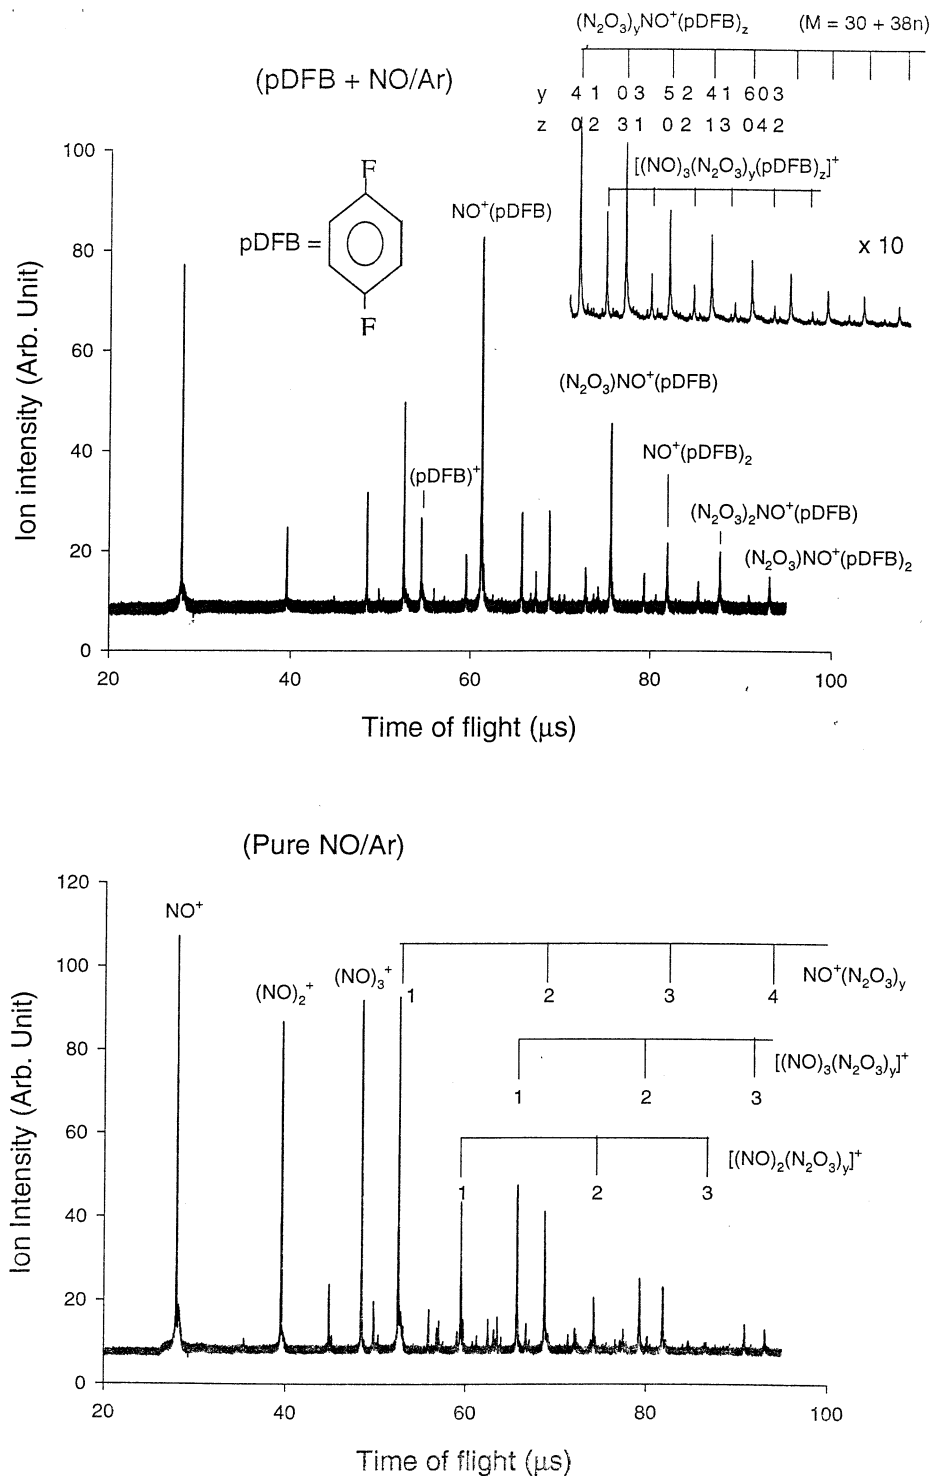 (N₂O₃)yNO⁺(pDFB)z (M = 30 + 38n)
(pDFB + NO/Ar)
y 4 1 0 3 5 2 4 1 6 0 3
z 0 2 3 1 0 2 1 3 0 4 2
[(NO)₃(N₂O₃)y(pDFB)z]⁺
x 10
F
pDFB =
F
NO⁺(pDFB)
(N₂O₃)NO⁺(pDFB)
NO⁺(pDFB)₂
(pDFB)⁺
(N₂O₃)₂NO⁺(pDFB)
(N₂O₃)NO⁺(pDFB)₂
Ion intensity (Arb. Unit)
100
80
60
40
20
0
20 40 60 80 100
Time of flight (μs)
(Pure NO/Ar)
Ion Intensity (Arb. Unit)
120
100
80
60
40
20
0
NO⁺
(NO)₂⁺
(NO)₃⁺
1 2 3 4 NO⁺(N₂O₃)y
[(NO)₃(N₂O₃)y]⁺
1 2 3
[(NO)₂(N₂O₃)y]⁺
1 2 3
20 40 60 80 100
Time of flight (μs)